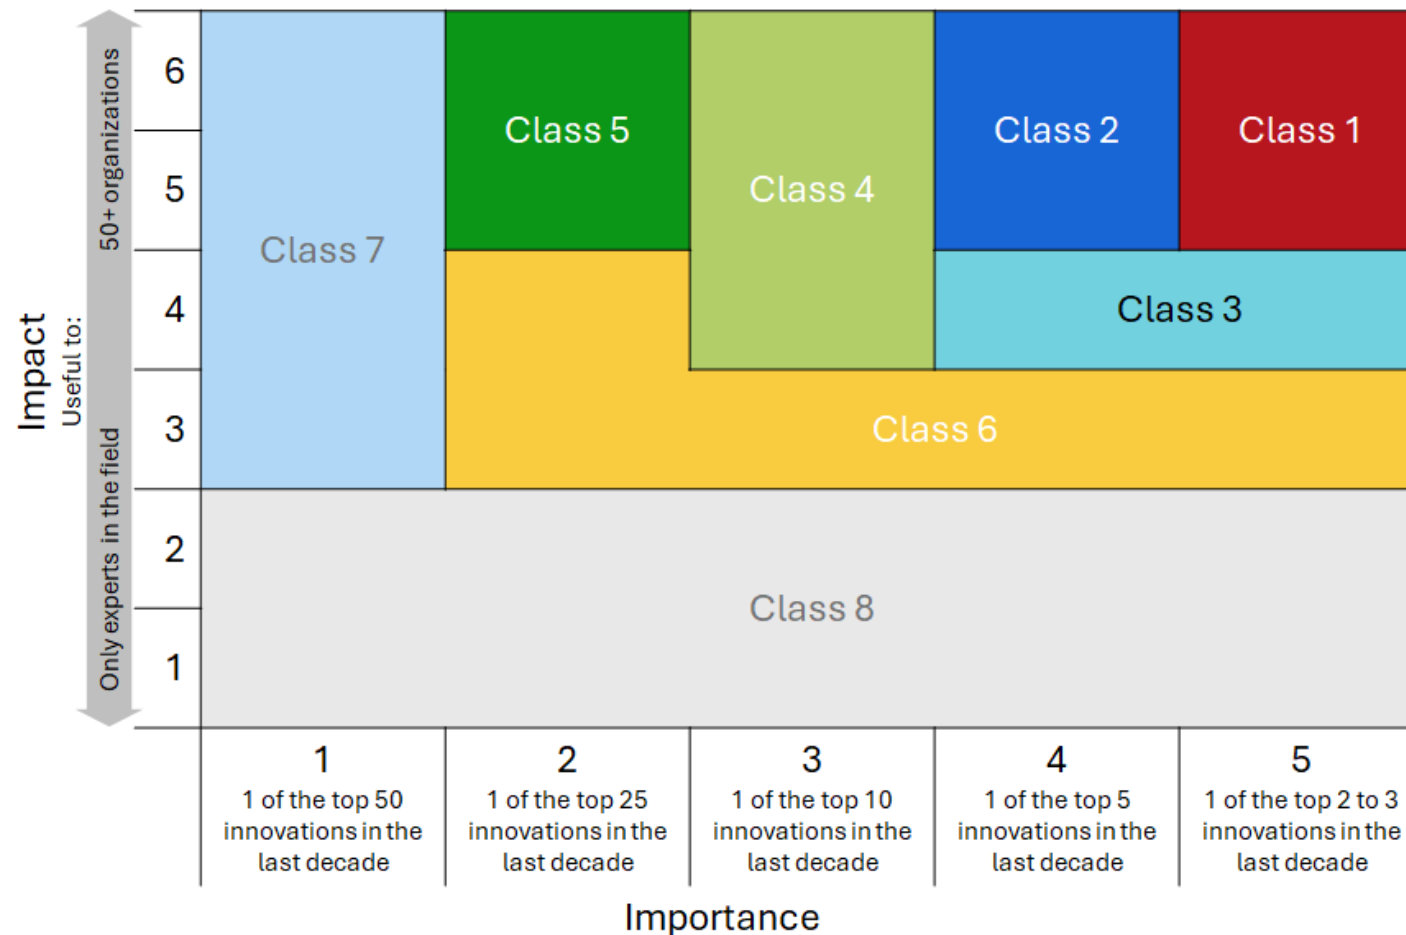 Impact
Useful to:
50+ organizations
Only experts in the field
6
5
4
3
2
1
Class 7
Class 5
Class 4
Class 2
Class 1
Class 3
Class 6
Class 8
1
1 of the top 50
innovations in the
last decade
2
1 of the top 25
innovations in the
last decade
3
1 of the top 10
innovations in the
last decade
4
1 of the top 5
innovations in the
last decade
5
1 of the top 2 to 3
innovations in the
last decade
Importance